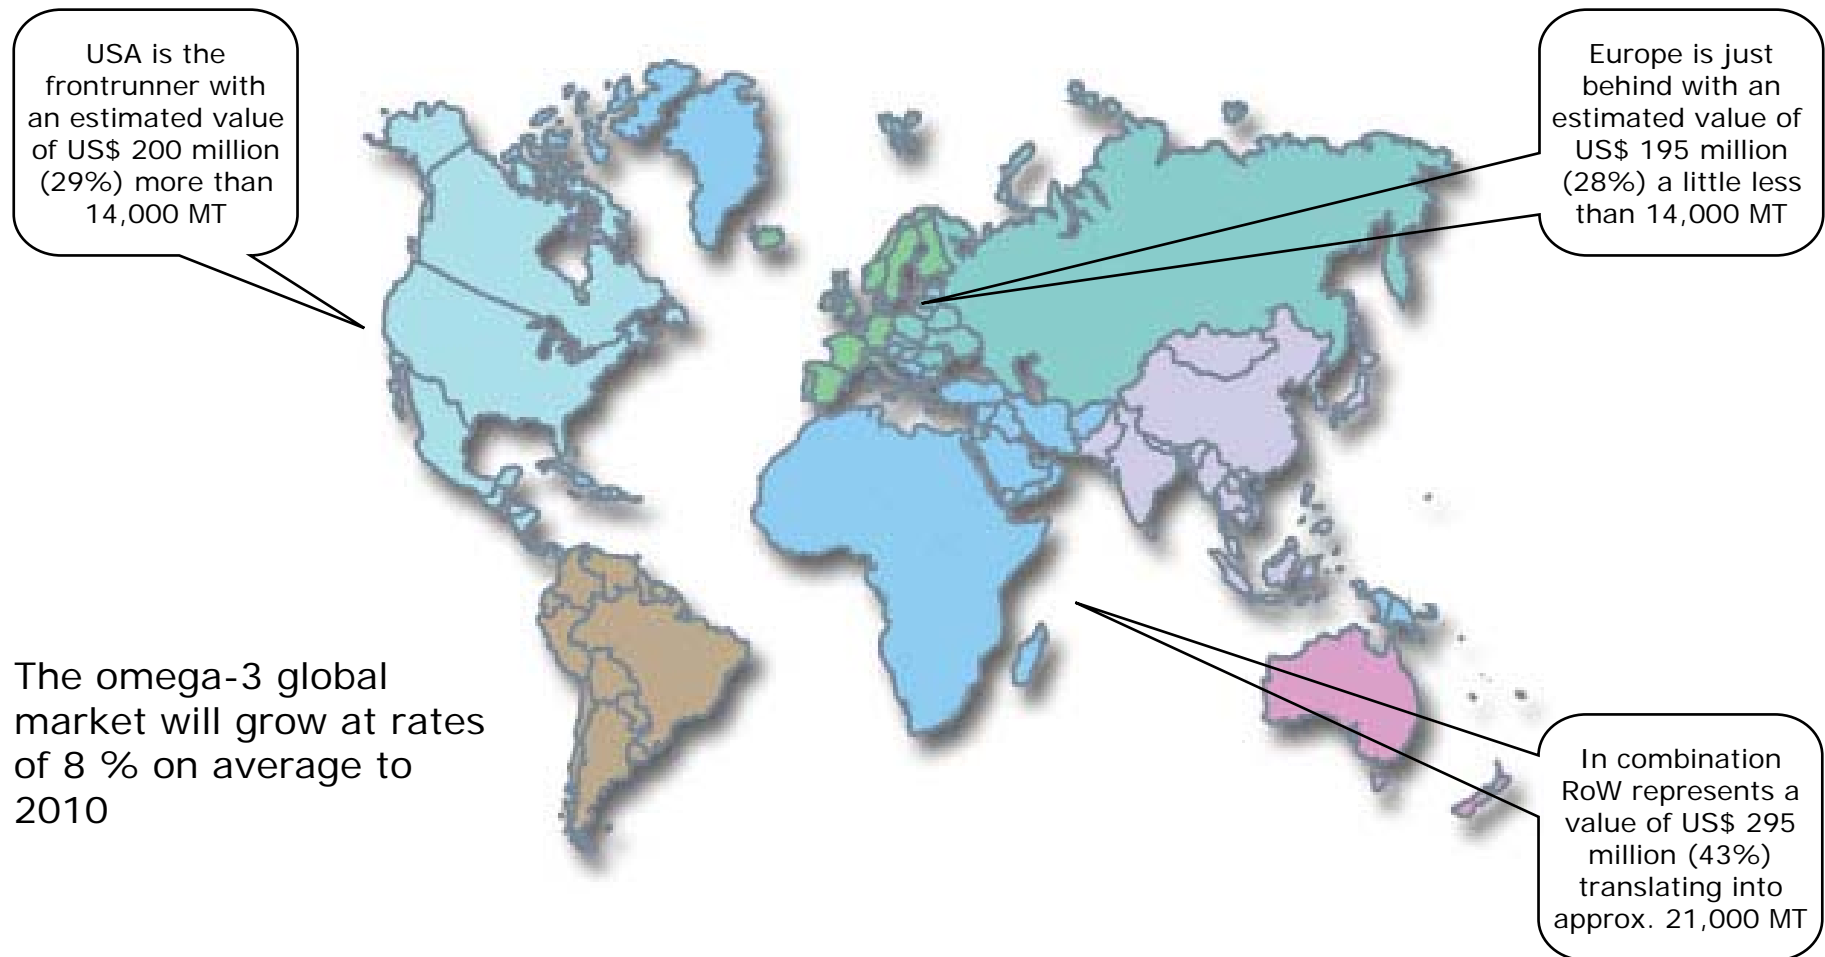 USA is the
frontrunner with
an estimated value
of US$ 200 million
(29%) more than
14,000 MT
Europe is just
behind with an
estimated value of
US$ 195 million
(28%) a little less
than 14,000 MT
The omega-3 global
market will grow at rates
of 8 % on average to
2010
In combination
RoW represents a
value of US$ 295
million (43%)
translating into
approx. 21,000 MT